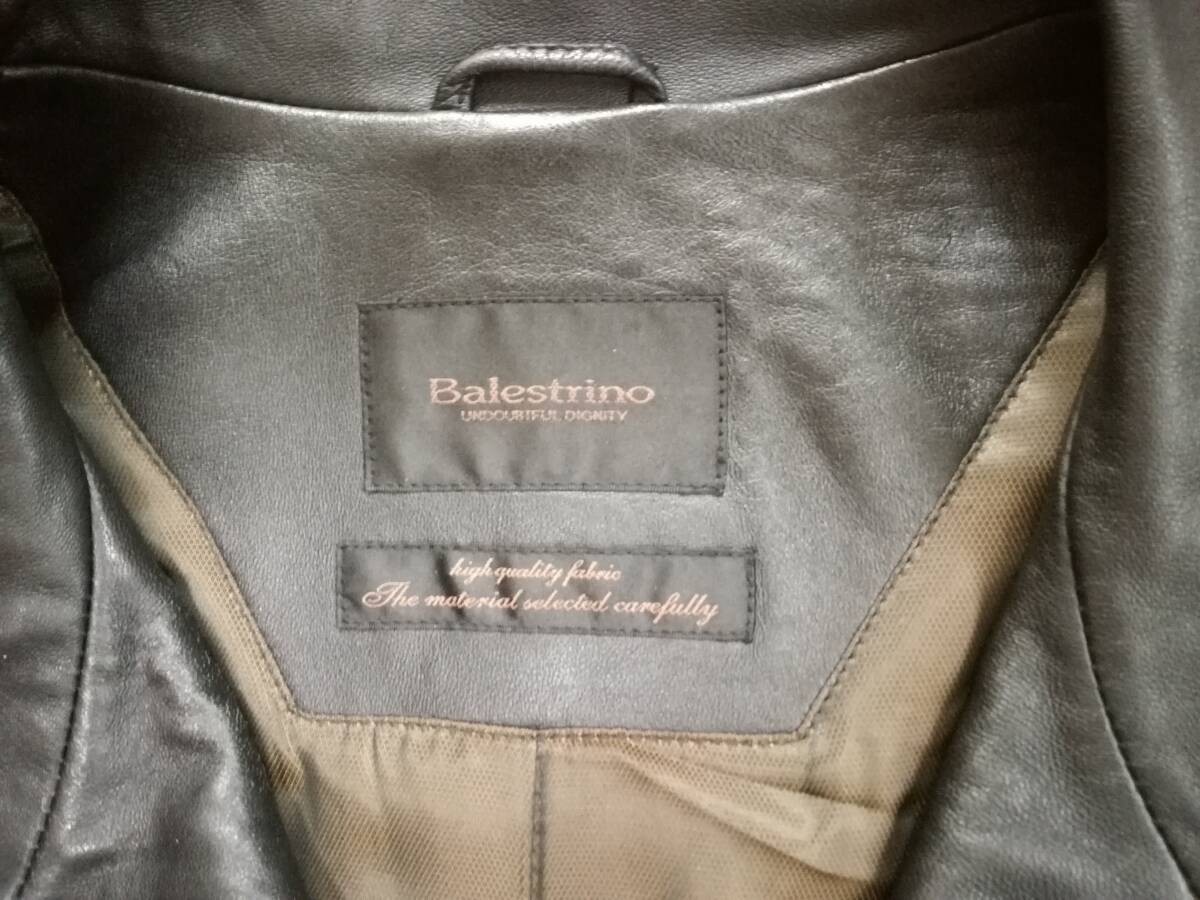 Balestrino
UNDOUBTFUL DIGNITY
high quality fabric
The material selected carefully